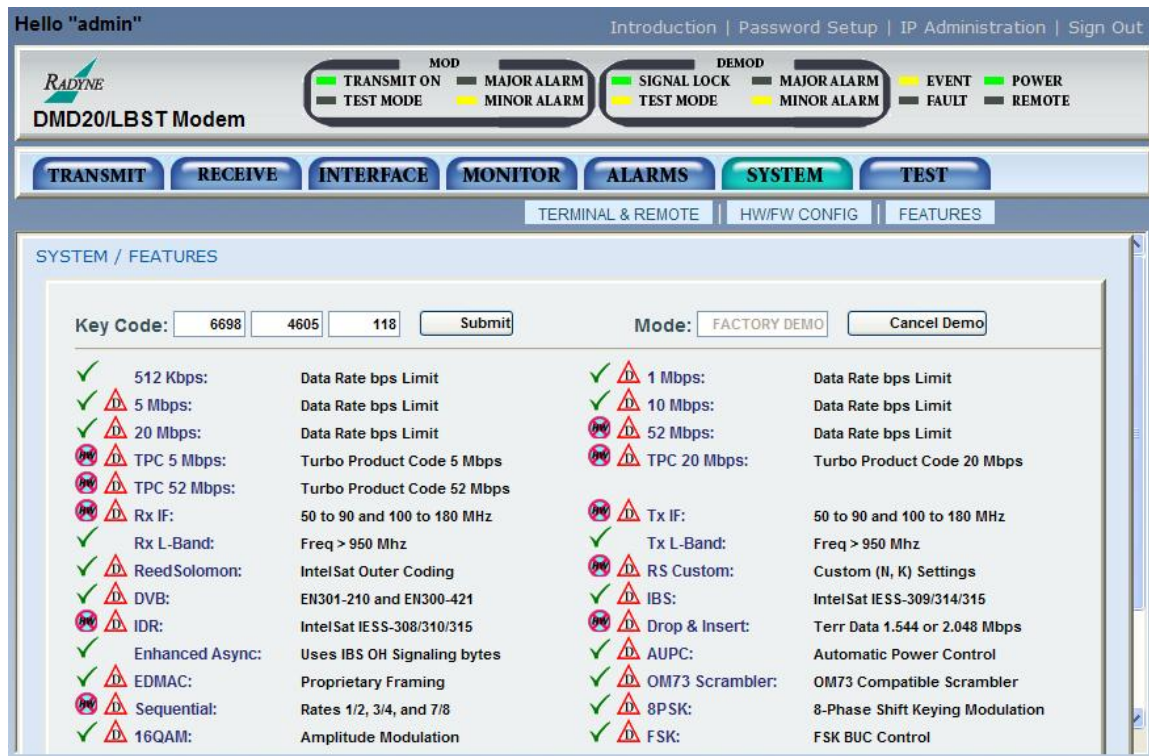 Hello "admin"
Introduction | Password Setup | IP Administration | Sign Out
RADYNE
DMD20/LBST Modem
MOD
TRANSMIT ON MAJOR ALARM
TEST MODE MINOR ALARM
DEMOD
SIGNAL LOCK MAJOR ALARM
TEST MODE MINOR ALARM
EVENT POWER
FAULT REMOTE
TRANSMIT RECEIVE INTERFACE MONITOR ALARMS SYSTEM TEST
TERMINAL & REMOTE | HW/FW CONFIG | FEATURES
SYSTEM / FEATURES
Key Code: 6698 4605 118 Submit Mode: FACTORY DEMO Cancel Demo
512 Kbps: Data Rate bps Limit D 1 Mbps: Data Rate bps Limit
D 5 Mbps: Data Rate bps Limit D 10 Mbps: Data Rate bps Limit
D 20 Mbps: Data Rate bps Limit HW D 52 Mbps: Data Rate bps Limit
HW D TPC 5 Mbps: Turbo Product Code 5 Mbps HW D TPC 20 Mbps: Turbo Product Code 20 Mbps
HW D TPC 52 Mbps: Turbo Product Code 52 Mbps
HW D Rx IF: 50 to 90 and 100 to 180 MHz HW D Tx IF: 50 to 90 and 100 to 180 MHz
Rx L-Band: Freq > 950 Mhz Tx L-Band: Freq > 950 Mhz
D ReedSolomon: IntelSat Outer Coding HW D RS Custom: Custom (N, K) Settings
D DVB: EN301-210 and EN300-421 D IBS: IntelSat IESS-309/314/315
HW D IDR: IntelSat IESS-308/310/315 HW D Drop & Insert: Terr Data 1.544 or 2.048 Mbps
Enhanced Async: Uses IBS OH Signaling bytes D AUPC: Automatic Power Control
D EDMAC: Proprietary Framing D OM73 Scrambler: OM73 Compatible Scrambler
HW D Sequential: Rates 1/2, 3/4, and 7/8 D 8PSK: 8-Phase Shift Keying Modulation
D 16QAM: Amplitude Modulation D FSK: FSK BUC Control